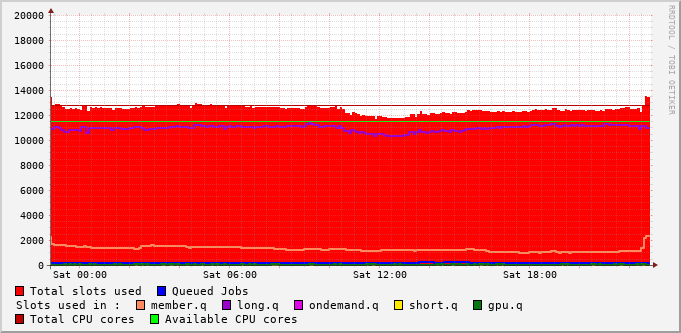 RRDTOOL / TOBI OETIKER
20000
18000
16000
14000
12000
10000
8000
6000
4000
2000
0
Sat 00:00 Sat 06:00 Sat 12:00 Sat 18:00
Total slots used Queued Jobs
Slots used in : member.q long.q ondemand.q short.q gpu.q
Total CPU cores Available CPU cores